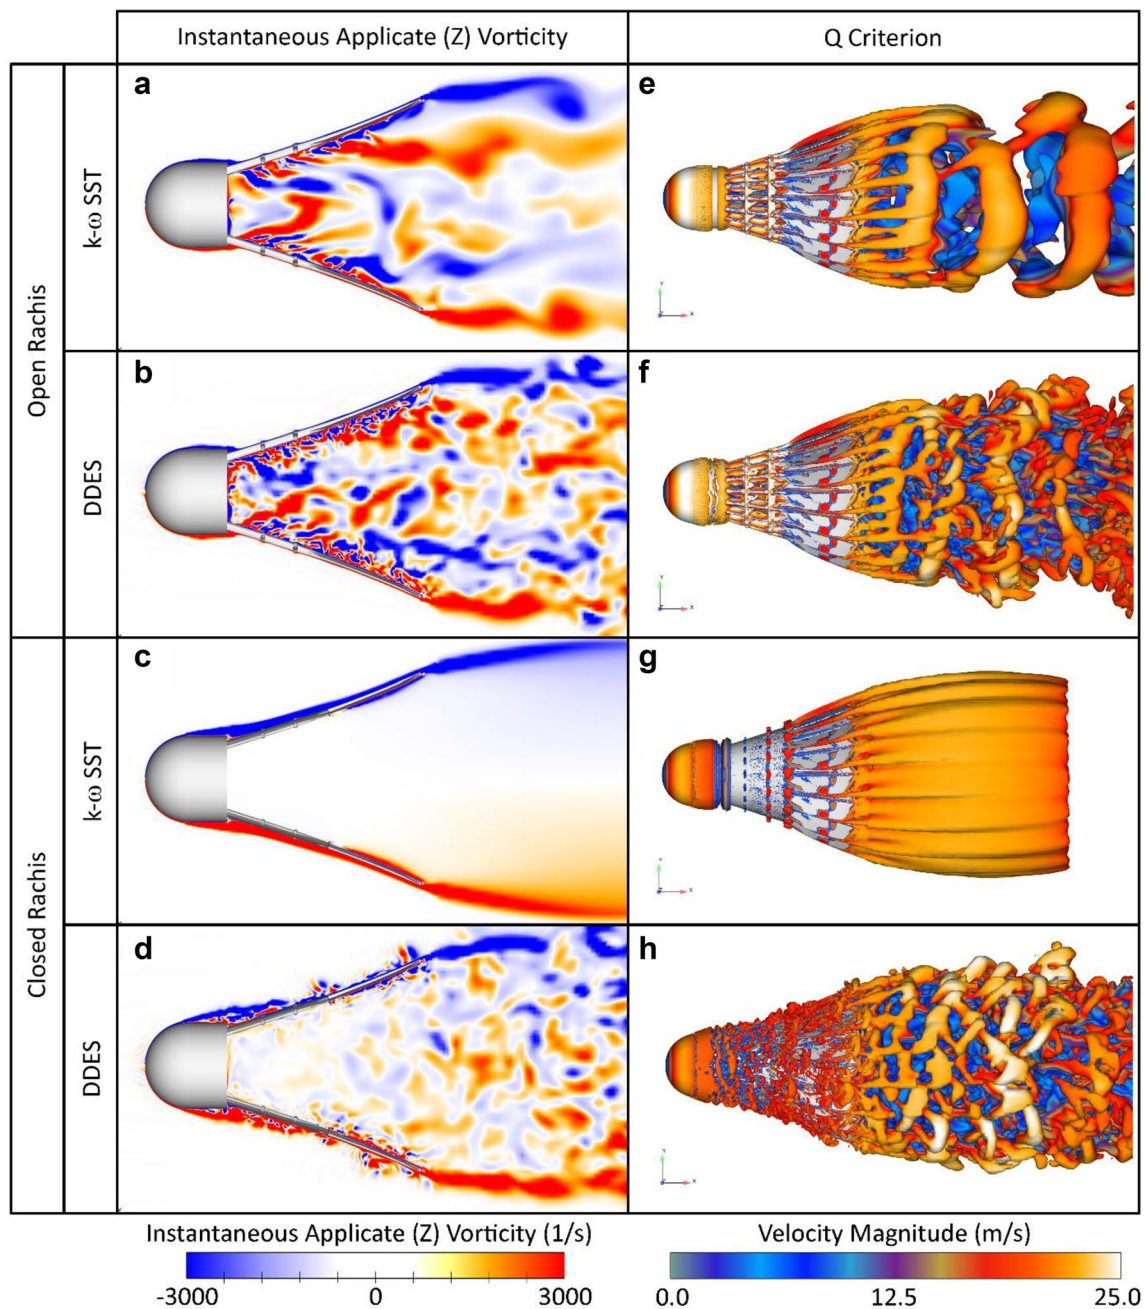 Instantaneous Applicate (Z) Vorticity
Q Criterion
Open Rachis
k-ω SST
a
e
Y
Z
X
DDES
b
f
Y
Z
X
Closed Rachis
k-ω SST
c
g
Y
Z
X
DDES
d
h
Y
Z
X
Instantaneous Applicate (Z) Vorticity (1/s)
-3000 0 3000
Velocity Magnitude (m/s)
0.0 12.5 25.0